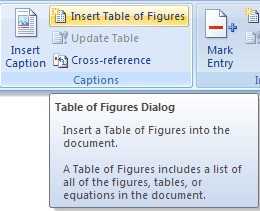 Insert Table of Figures
Update Table
Insert Caption
Cross-reference
Mark Entry
Captions
Table of Figures Dialog
Insert a Table of Figures into the
document.
A Table of Figures includes a list of
all of the figures, tables, or
equations in the document.